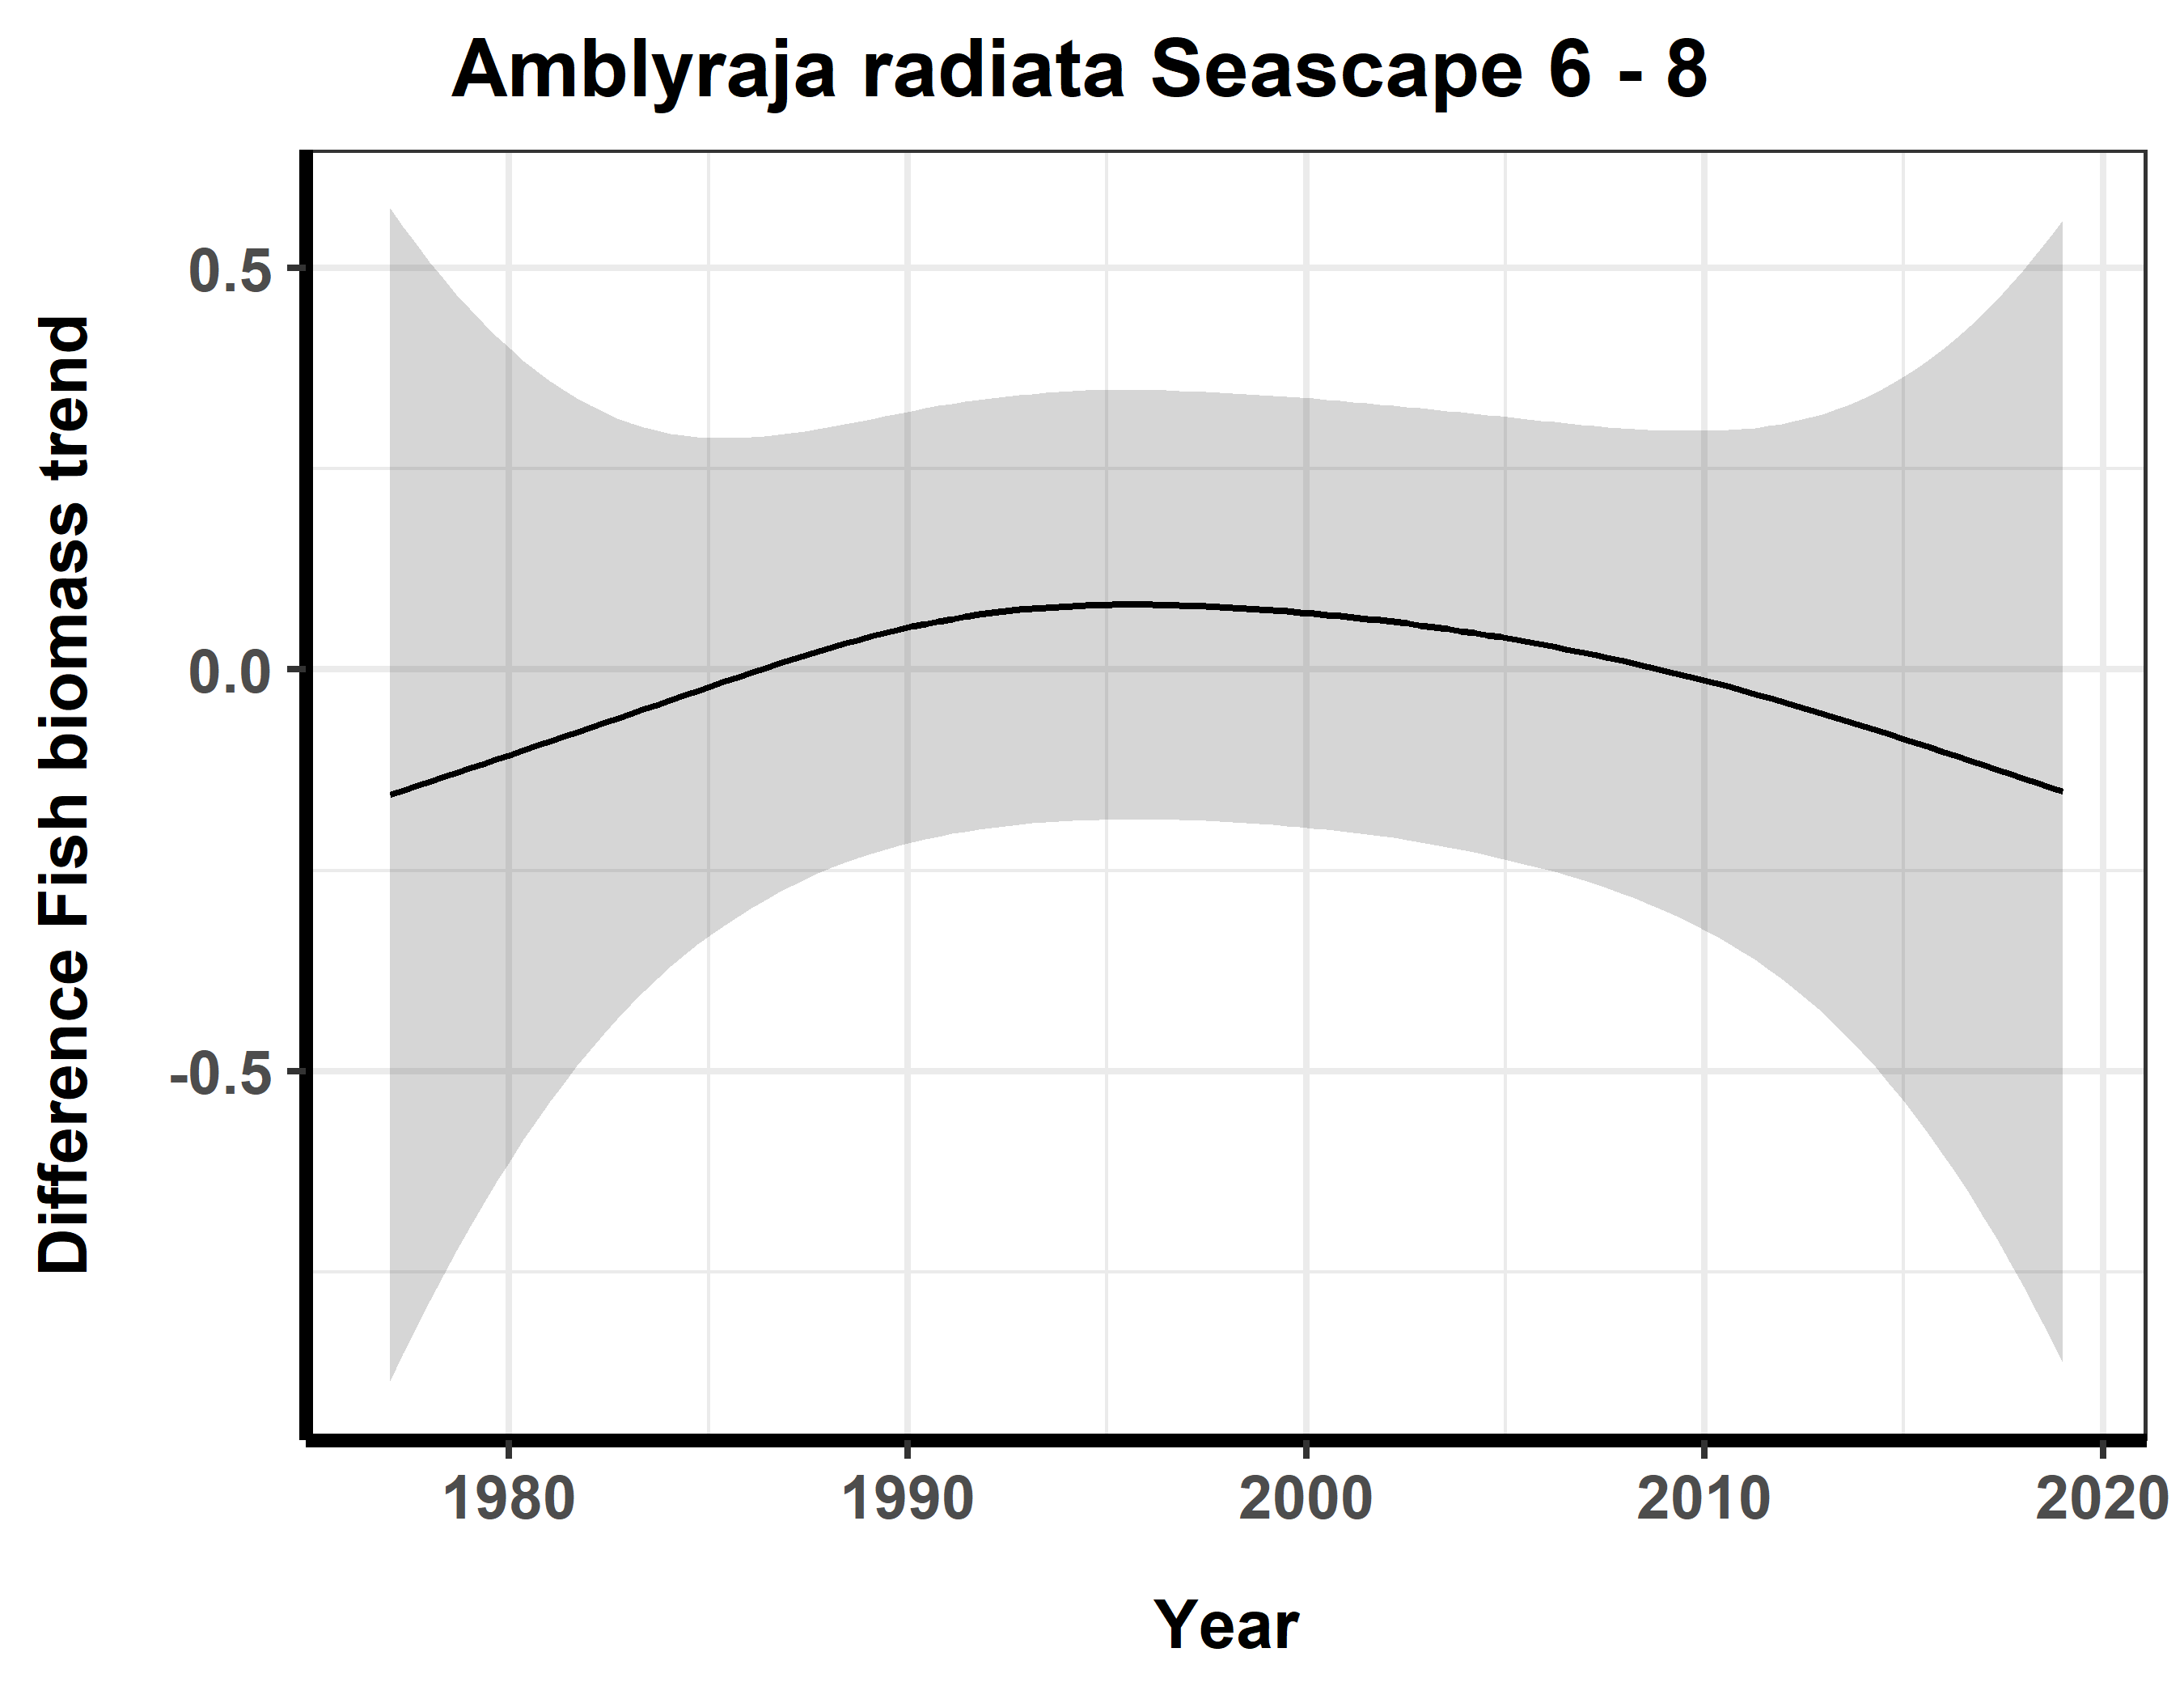 Amblyraja radiata Seascape 6 - 8
Difference Fish biomass trend
0.5
0.0
-0.5
1980 1990 2000 2010 2020
Year